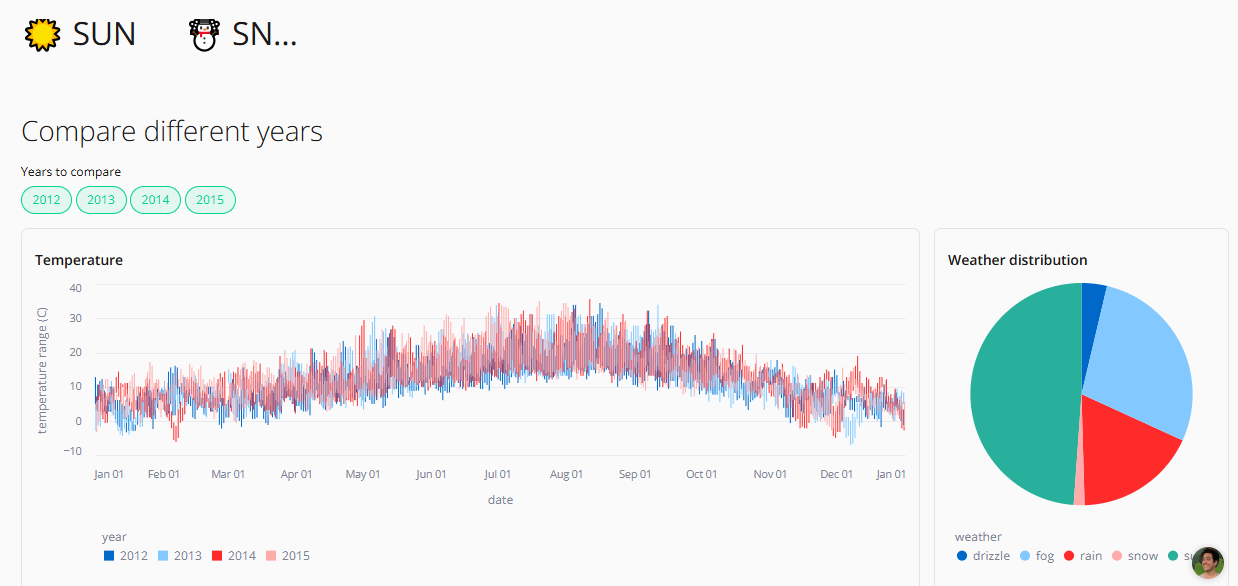 SUN SN...
Compare different years
Years to compare
2012 2013 2014 2015
Temperature
Weather distribution
40
30
20
10
0
−10
temperature range (C)
Jan 01 Feb 01 Mar 01 Apr 01 May 01 Jun 01 Jul 01 Aug 01 Sep 01 Oct 01 Nov 01 Dec 01 Jan 01
date
year
2012 2013 2014 2015
weather
drizzle fog rain snow